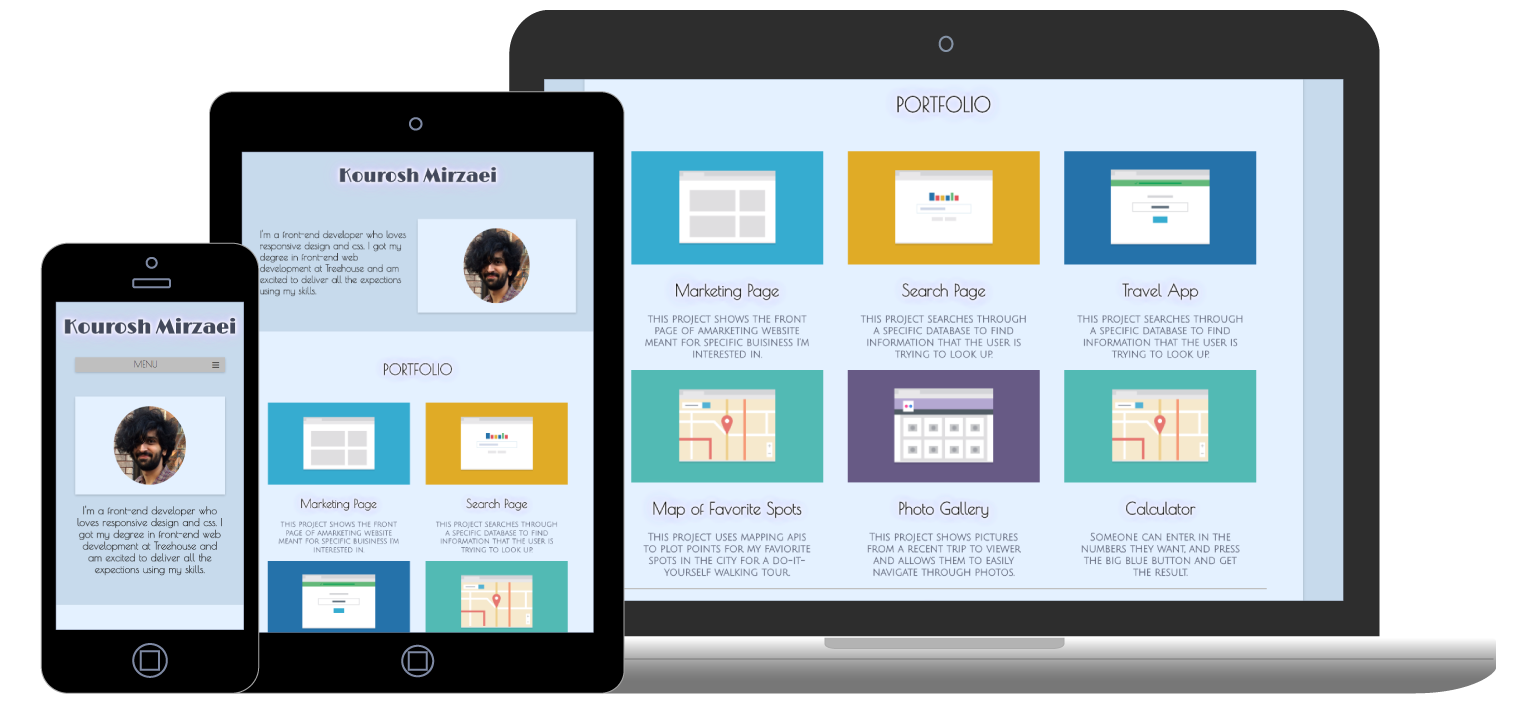 Kourosh Mirzaei
MENU
I'm a front-end developer who
loves responsive design and css. I
got my degree in front-end web
development at Treehouse and
am excited to deliver all the
expections using my skills.
Kourosh Mirzaei
I'm a front-end developer who loves
responsive design and css. I got my
degree in front-end web
development at Treehouse and am
excited to deliver all the expections
using my skills.
PORTFOLIO
Marketing Page
THIS PROJECT SHOWS THE FRONT
PAGE OF AMARKETING WEBSITE
MEANT FOR SPECIFIC BUISINESS I'M
INTERESTED IN.
Search Page
THIS PROJECT SEARCHES THROUGH
A SPECIFIC DATABASE TO FIND
INFORMATION THAT THE USER IS
TRYING TO LOOK UP.
PORTFOLIO
Marketing Page
THIS PROJECT SHOWS THE FRONT
PAGE OF AMARKETING WEBSITE
MEANT FOR SPECIFIC BUISINESS I'M
INTERESTED IN.
Search Page
THIS PROJECT SEARCHES THROUGH
A SPECIFIC DATABASE TO FIND
INFORMATION THAT THE USER IS
TRYING TO LOOK UP.
Travel App
THIS PROJECT SEARCHES THROUGH
A SPECIFIC DATABASE TO FIND
INFORMATION THAT THE USER IS
TRYING TO LOOK UP.
Map of Favorite Spots
THIS PROJECT USES MAPPING APIS
TO PLOT POINTS FOR MY FAVIORITE
SPOTS IN THE CITY FOR A DO-IT-
YOURSELF WALKING TOUR.
Photo Gallery
THIS PROJECT SHOWS PICTURES
FROM A RECENT TRIP TO VIEWER
AND ALLOWS THEM TO EASILY
NAVIGATE THROUGH PHOTOS.
Calculator
SOMEONE CAN ENTER IN THE
NUMBERS THEY WANT, AND PRESS
THE BIG BLUE BUTTON AND GET
THE RESULT.